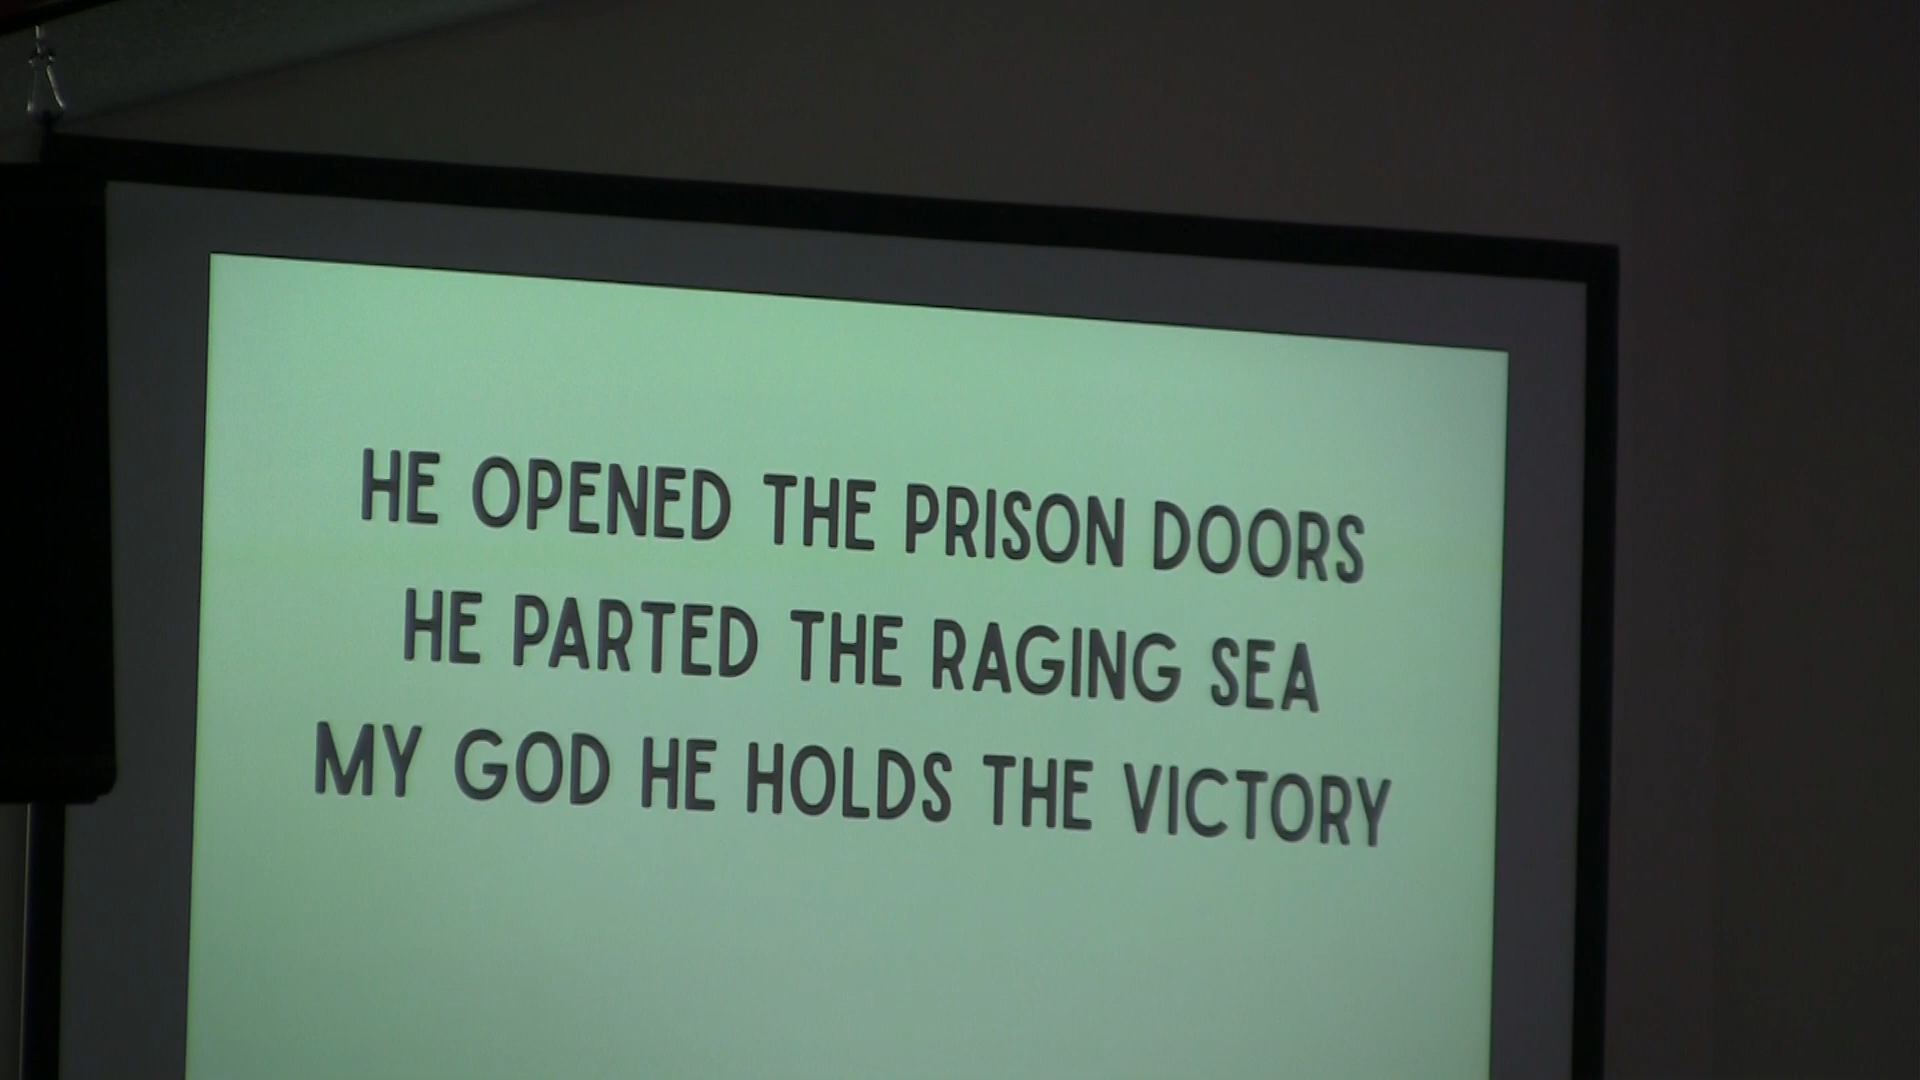 HE OPENED THE PRISON DOORS
HE PARTED THE RAGING SEA
MY GOD HE HOLDS THE VICTORY